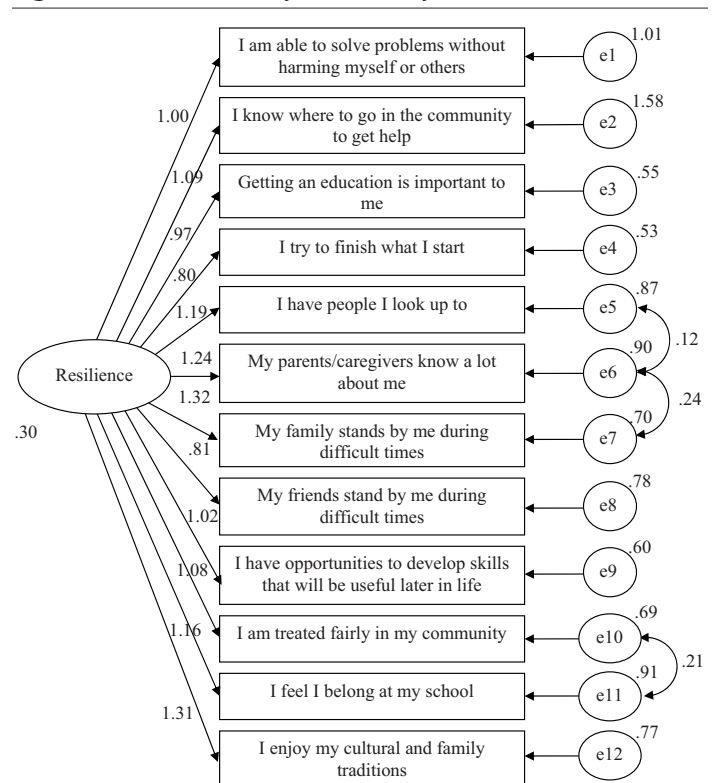 I am able to solve problems without
harming myself or others
e1
1.01
1.00
I know where to go in the community
to get help
e2
1.58
1.09
Getting an education is important to
me
e3
.55
.97
I try to finish what I start
e4
.53
.80
I have people I look up to
e5
.87
1.19
.12
My parents/caregivers know a lot
about me
e6
.90
1.24
Resilience
.30
1.32
.24
My family stands by me during
difficult times
e7
.70
.81
My friends stand by me during
difficult times
e8
.78
1.02
I have opportunities to develop skills
that will be useful later in life
e9
.60
1.08
I am treated fairly in my community
e10
.69
1.16
.21
I feel I belong at my school
e11
.91
1.31
I enjoy my cultural and family
traditions
e12
.77